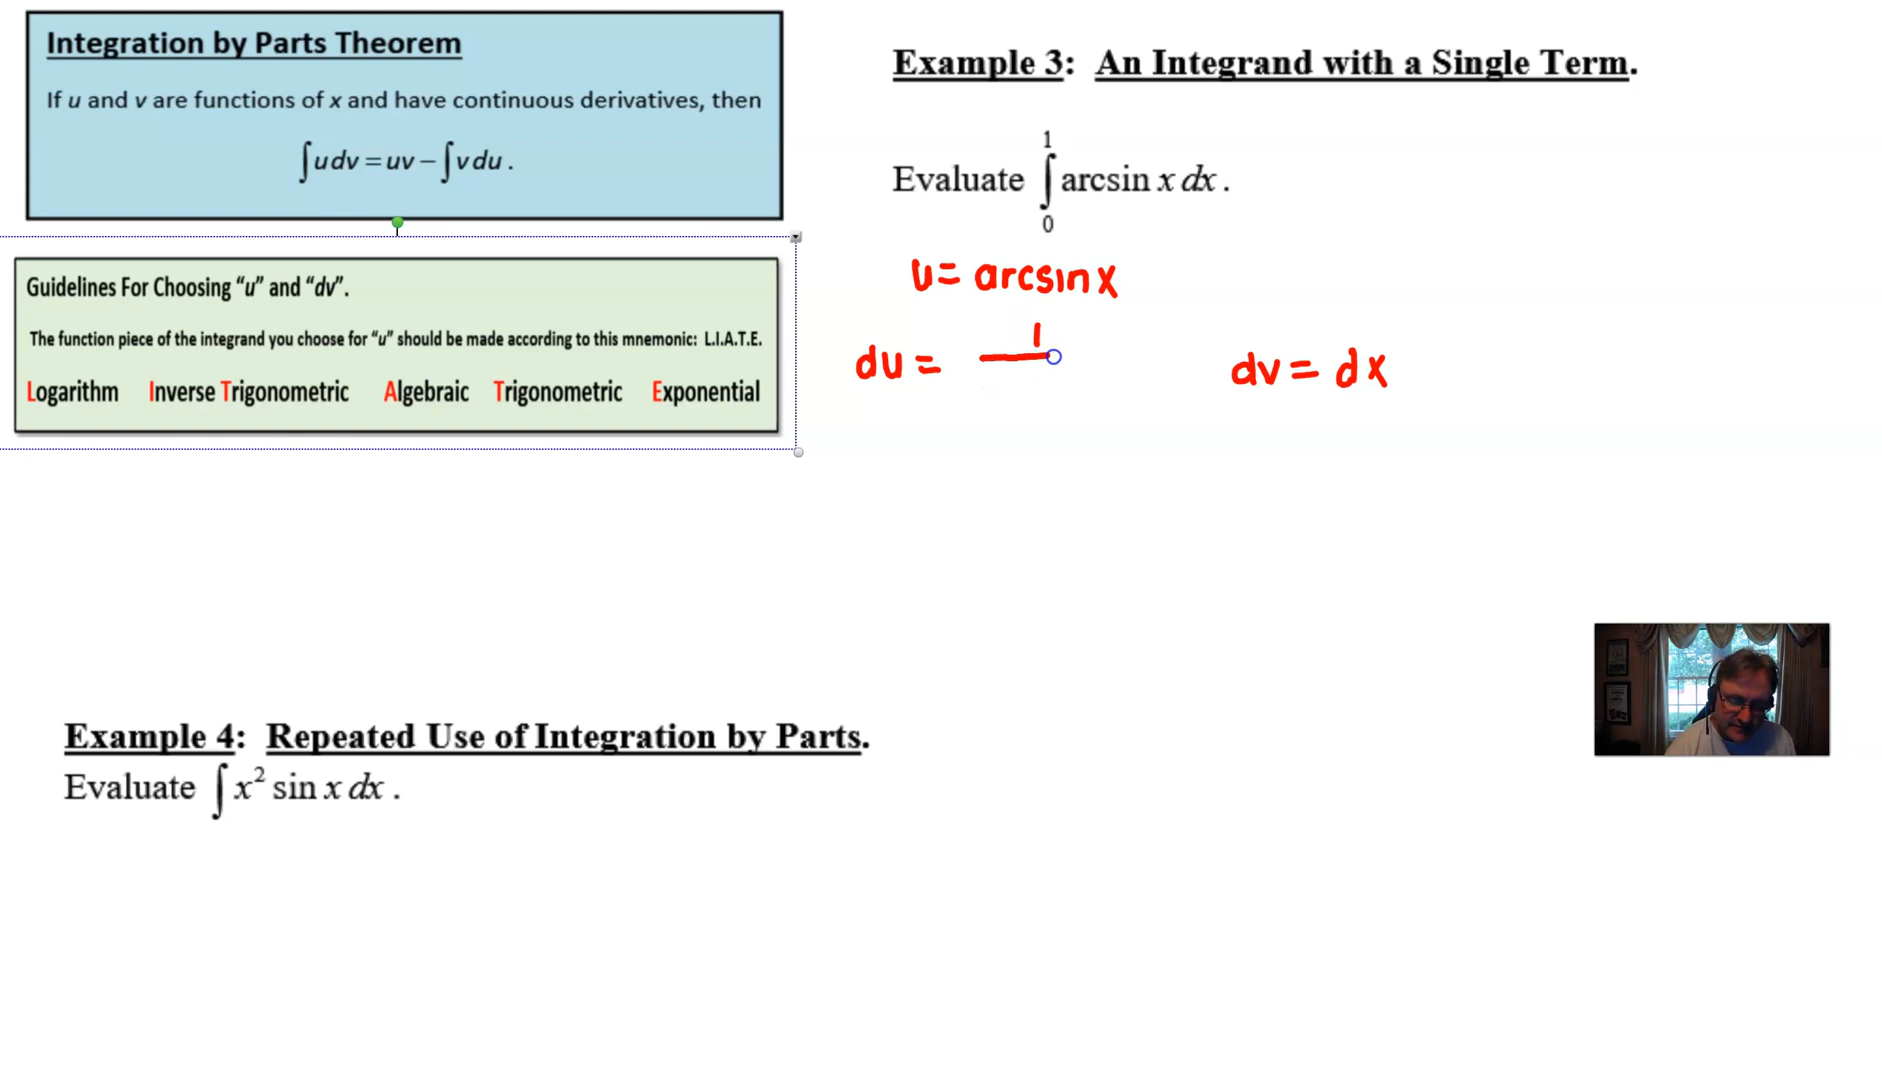 Integration by Parts Theorem
If u and v are functions of x and have continuous derivatives, then
∫u dv = uv − ∫v du.
Guidelines For Choosing “u” and “dv”.
The function piece of the integrand you choose for “u” should be made according to this mnemonic: L.I.A.T.E.
Logarithm Inverse Trigonometric Algebraic Trigonometric Exponential
Example 3: An Integrand with a Single Term.
Evaluate ∫₀¹ arcsin x dx.
u = arcsin x
du = 1/ dv = dx
Example 4: Repeated Use of Integration by Parts.
Evaluate ∫ x² sin x dx.